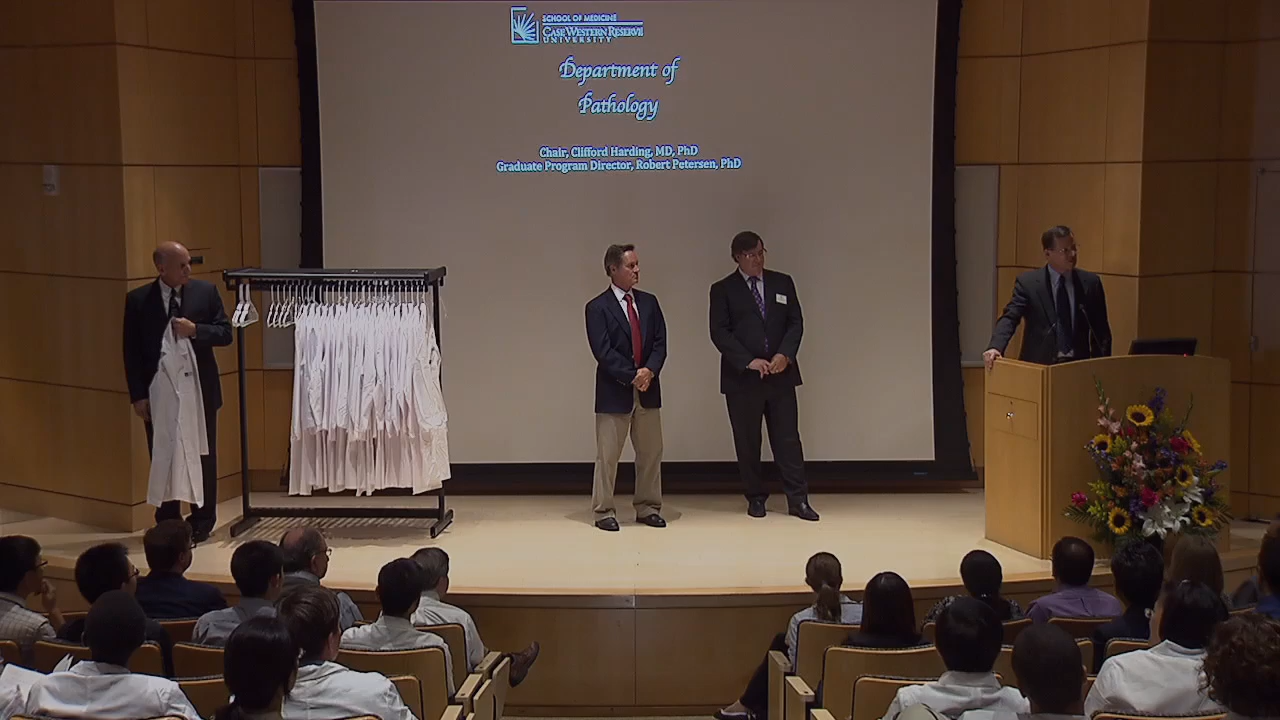 SCHOOL OF MEDICINE
CASE WESTERN RESERVE
UNIVERSITY
Department of
Pathology
Chair, Clifford Harding, MD, PhD
Graduate Program Director, Robert Petersen, PhD